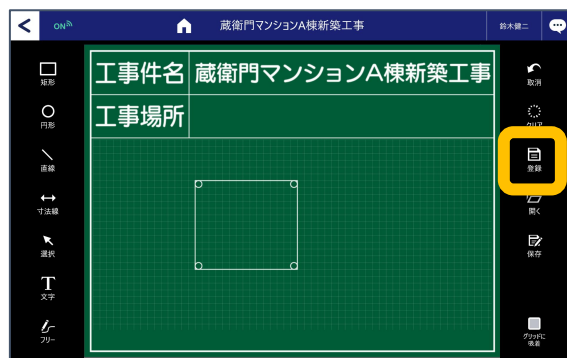 ON
蔵衛門マンションA棟新築工事
鈴木健二
矩形
円形
直線
寸法線
選択
文字
フリー
工事件名 蔵衛門マンションA棟新築工事
工事場所
取消
クリア
登録
開く
保存
グリッドに
吸着